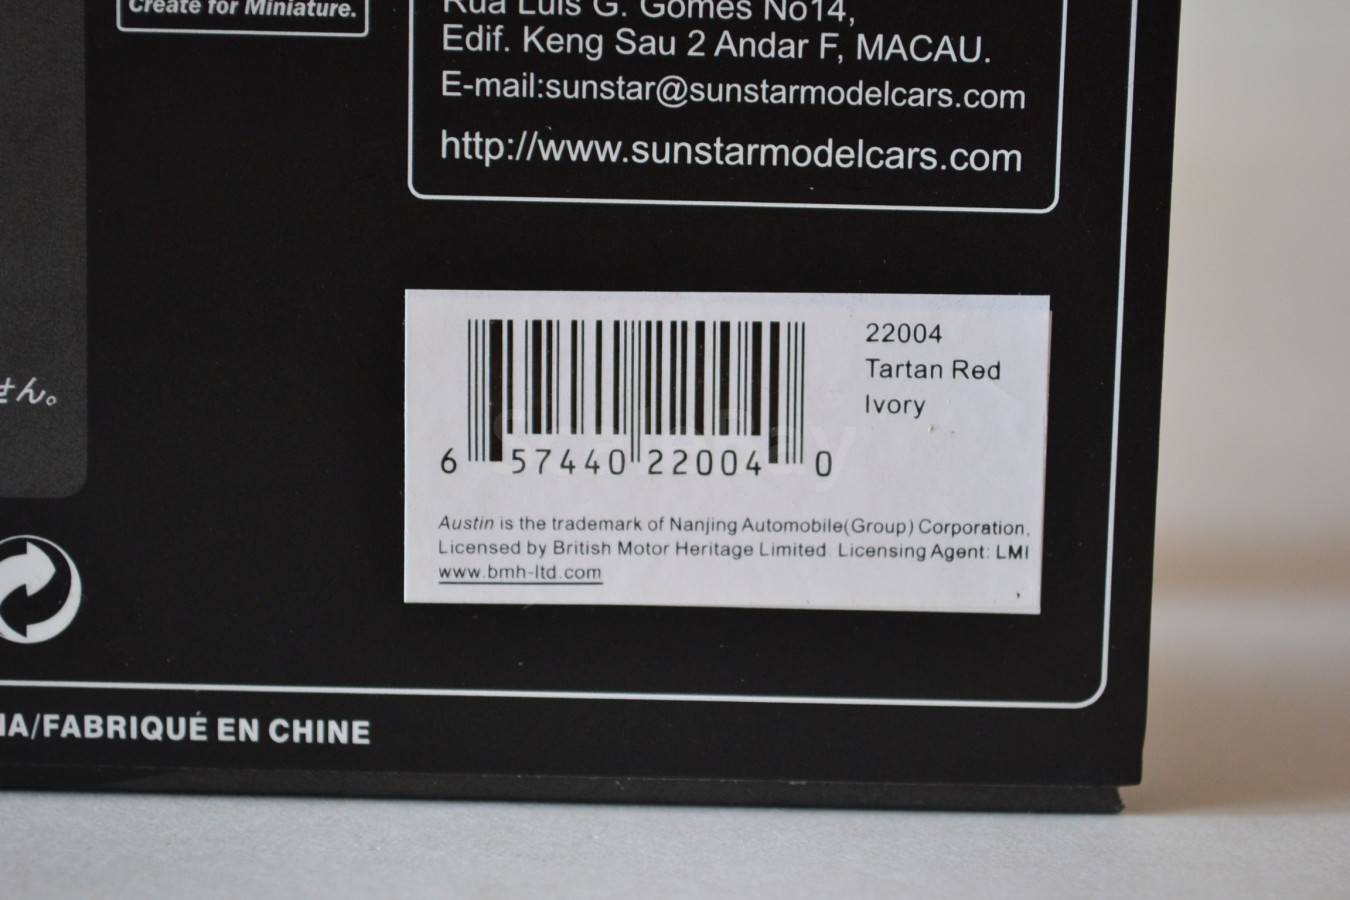 Create for Miniature.
Rua Luis G. Gomes No14,
Edif. Keng Sau 2 Andar F, MACAU.
E-mail:sunstar@sunstarmodelcars.com
http://www.sunstarmodelcars.com
せん。
22004
Tartan Red
Ivory
6 57440 22004 0
Austin is the trademark of Nanjing Automobile(Group) Corporation.
Licensed by British Motor Heritage Limited. Licensing Agent: LMI
www.bmh-ltd.com
/FABRIQUÉ EN CHINE